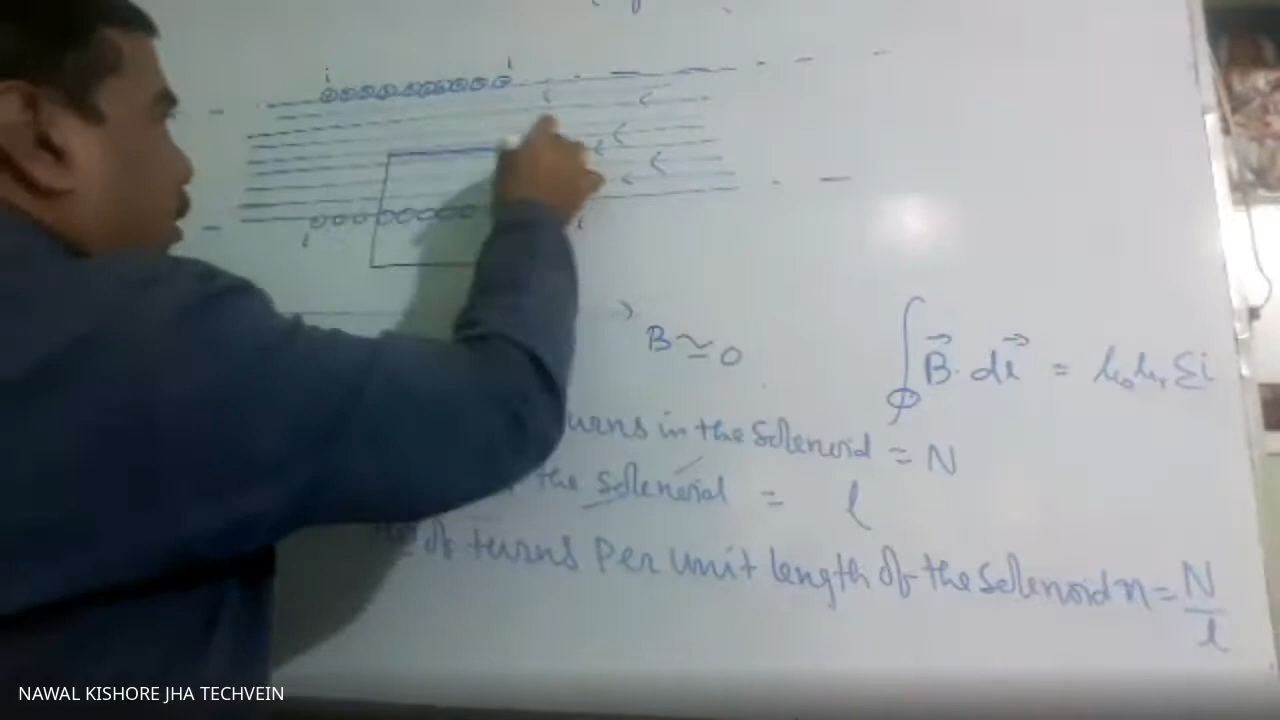 i i
i i
B ≃ 0
∮ B⃗. dl⃗ = μ₀μᵣ Σi
turns in the Solenoid = N
the solenoid = l
of turns Per unit length of the Solenoid n = N/l
NAWAL KISHORE JHA TECHVEIN